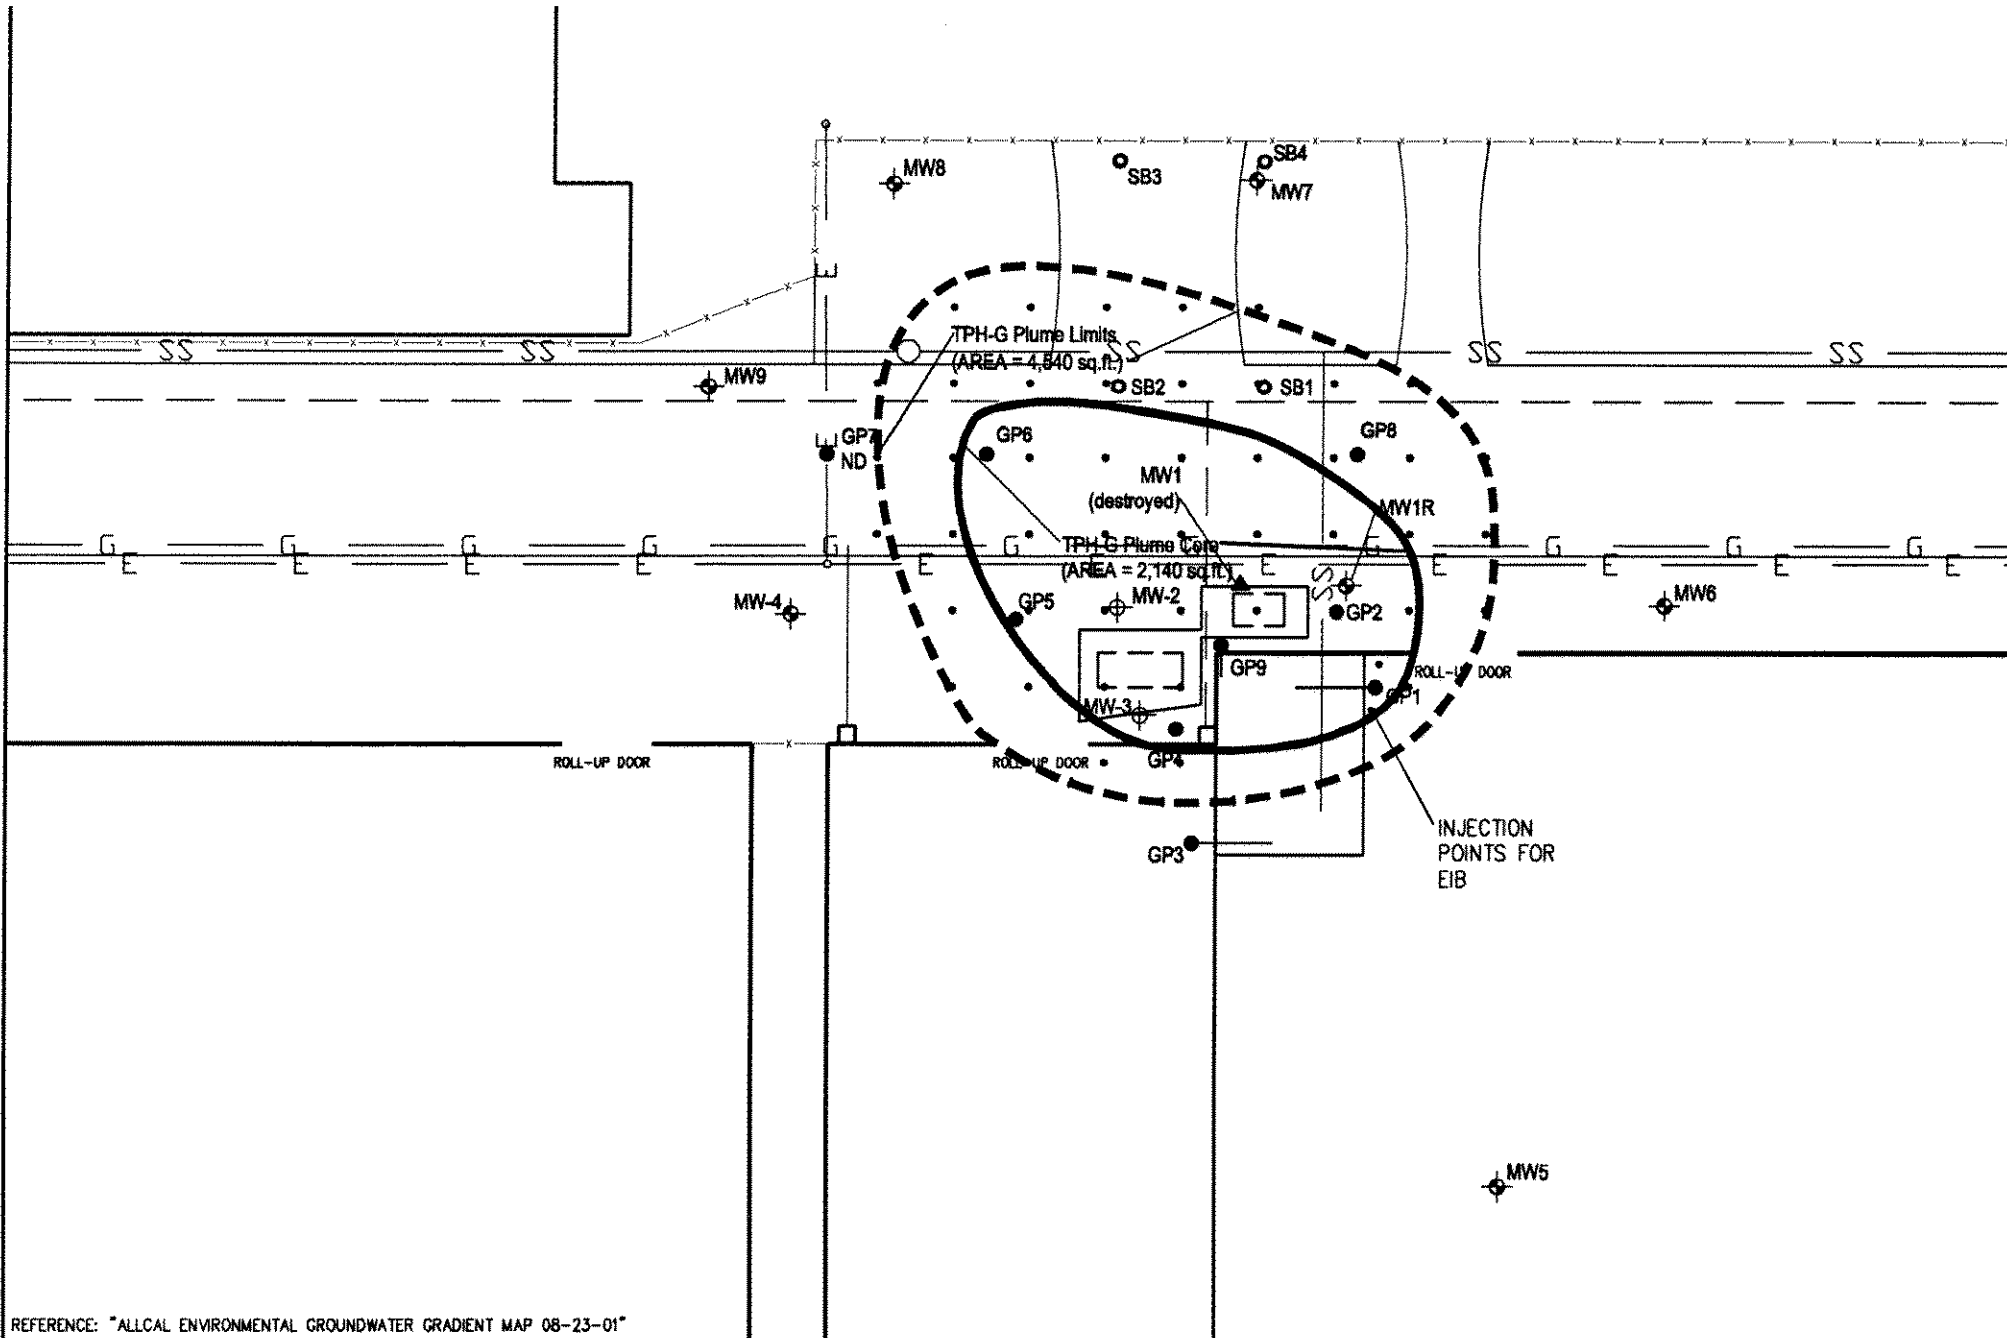 MW8
SB3
SB4
MW7
E
TPH-G Plume Limits
(AREA = 4,840 sq.ft.)
SS SS SS SS SS
MW9
SB2
SB1
E
GP7
ND
GP6
GP8
MW1
(destroyed)
MW1R
G G G G G G G G G G
TPH-G Plume Core
(AREA = 2,140 sq.ft.)
E E E E E E E E E E E
SS
MW-4
GP5
MW-2
GP2
MW6
GP9
ROLL-UP DOOR
GP1
MW-3
GP4
ROLL-UP DOOR
ROLL-UP DOOR
INJECTION
POINTS FOR
EIB
GP3
MW5
REFERENCE: "ALLCAL ENVIRONMENTAL GROUNDWATER GRADIENT MAP 08-23-01"